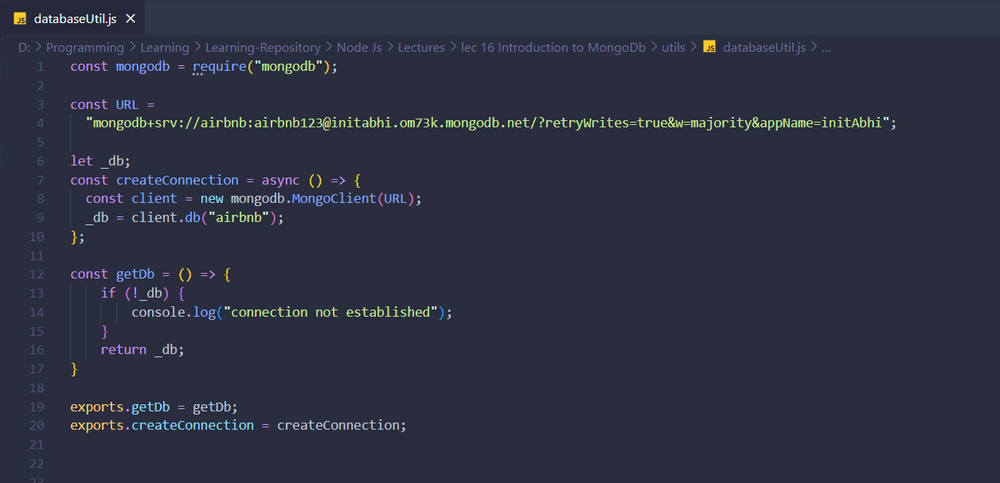 JS databaseUtil.js ×
D: > Programming > Learning > Learning-Repository > Node Js > Lectures > lec 16 Introduction to MongoDb > utils > JS databaseUtil.js > ...
1 const mongodb = require("mongodb");
2
3 const URL =
4 "mongodb+srv://airbnb:airbnb123@initabhi.om73k.mongodb.net/?retryWrites=true&w=majority&appName=initAbhi";
5
6 let _db;
7 const createConnection = async () => {
8 const client = new mongodb.MongoClient(URL);
9 _db = client.db("airbnb");
10 };
11
12 const getDb = () => {
13 if (!_db) {
14 console.log("connection not established");
15 }
16 return _db;
17 }
18
19 exports.getDb = getDb;
20 exports.createConnection = createConnection;
21
22
23